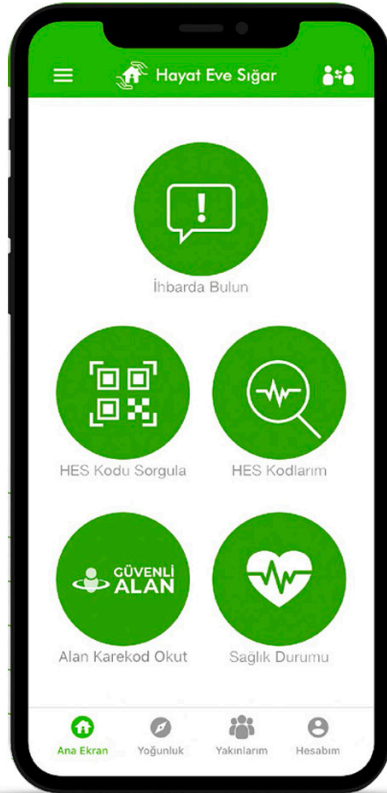 Hayat Eve Sığar
İhbarda Bulun
HES Kodu Sorgula
HES Kodlarım
GÜVENLİ
ALAN
Alan Karekod Okut
Sağlık Durumu
Ana Ekran
Yoğunluk
Yakınlarım
Hesabım